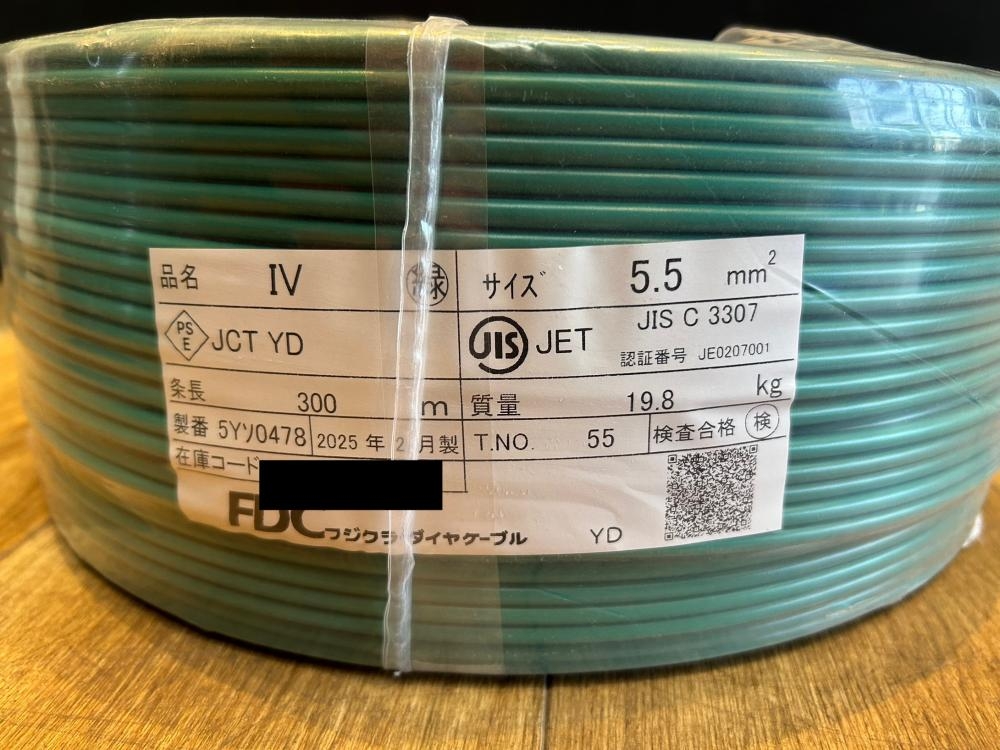 品名 IV 緑 サイズ 5.5 mm²
PS E JCT YD JIS JET JIS C 3307
認証番号 JE0207001
条長 300 m 質量 19.8 kg
製番 5Yソ0478 2025 年 2 月製 T.NO. 55 検査合格 検
在庫コード
FDC フジクラ・ダイヤケーブル YD